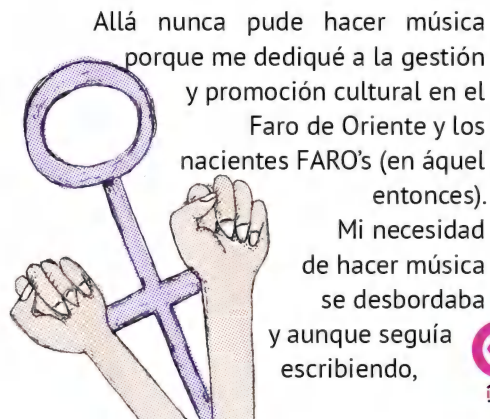 Allá nunca pude hacer música
porque me dediqué a la gestión
y promoción cultural en el
Faro de Oriente y los
nacientes FARO's (en áquel
entonces).
Mi necesidad
de hacer música
se desbordaba
y aunque seguía
escribiendo,